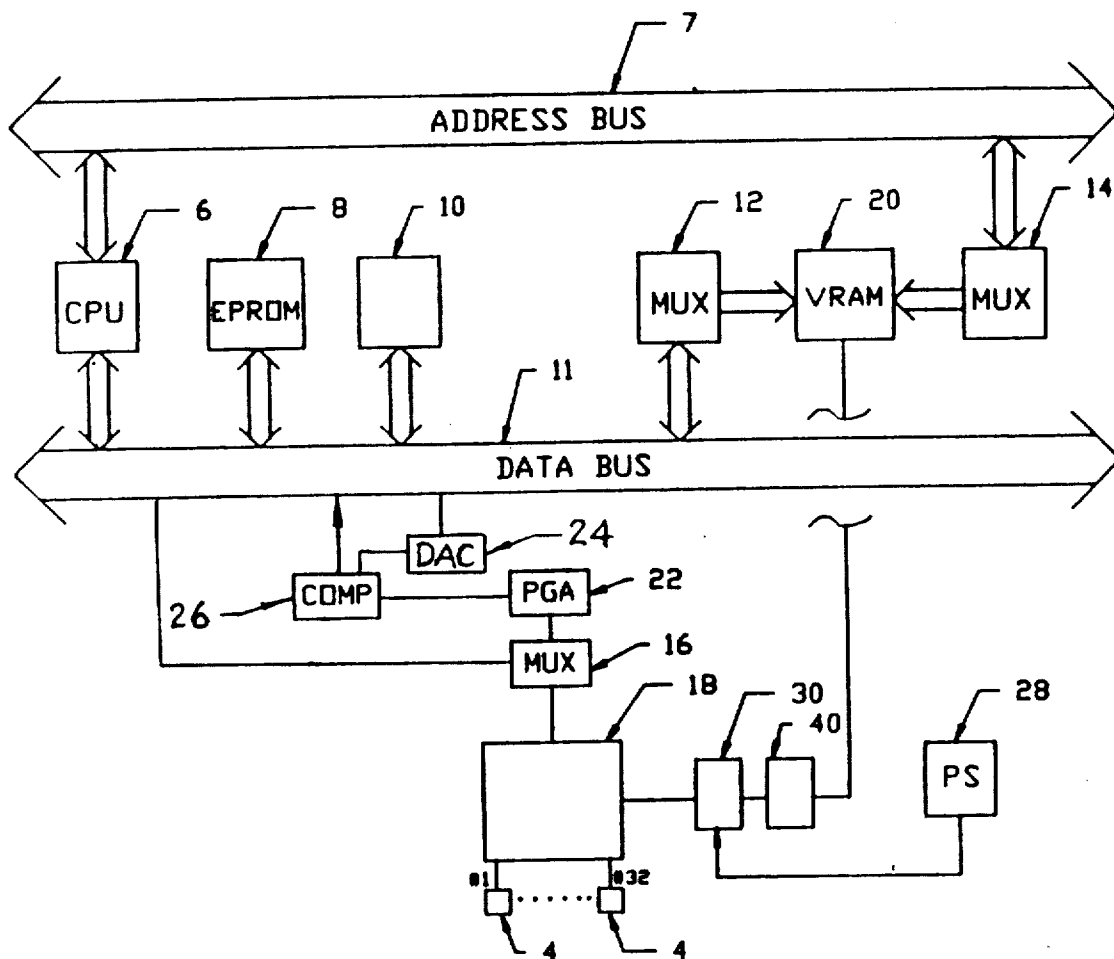 7
ADDRESS BUS
6
8
10
12
20
14
CPU
EPROM
MUX
VRAM
MUX
11
DATA BUS
DAC
24
COMP
26
PGA
22
MUX
16
18
30
40
28
PS
#1
#32
4
4